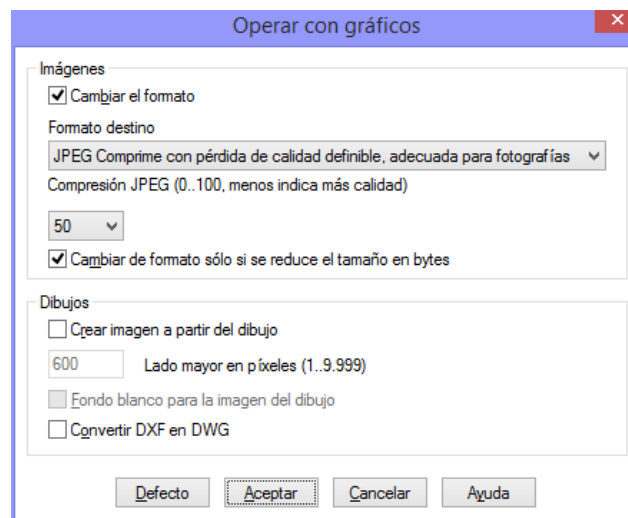 Operar con gráficos
Imágenes
Cambiar el formato
Formato destino
JPEG Comprime con pérdida de calidad definible, adecuada para fotografías
Compresión JPEG (0..100, menos indica más calidad)
50
Cambiar de formato sólo si se reduce el tamaño en bytes
Dibujos
Crear imagen a partir del dibujo
600 Lado mayor en píxeles (1..9.999)
Fondo blanco para la imagen del dibujo
Convertir DXF en DWG
Defecto Aceptar Cancelar Ayuda